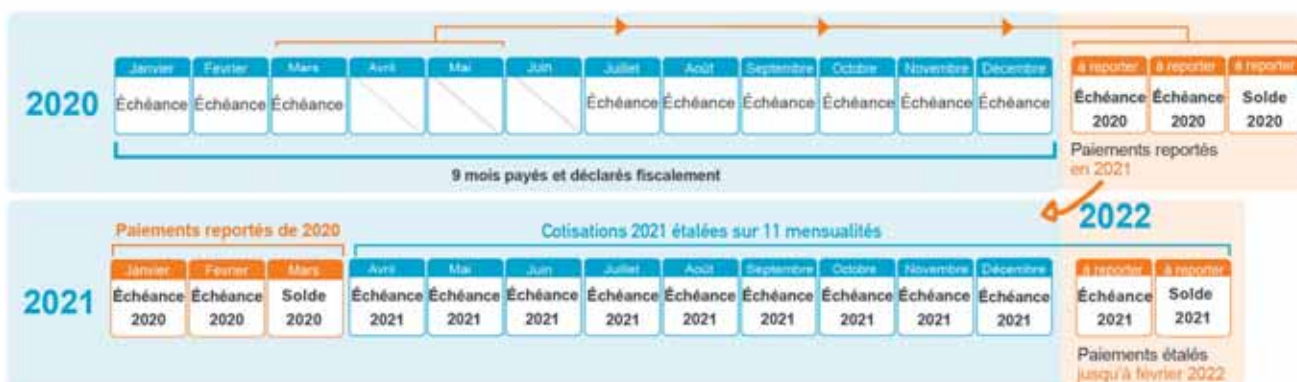 Janvier Fevrier Mars Avril Mai Juin Juillet Août Septembre Octobre Novembre Décembre à reporter à reporter à reporter
2020
Échéance Échéance Échéance Échéance Échéance Échéance Échéance Échéance Échéance Échéance Échéance Solde
2020 2020 2020
9 mois payés et déclarés fiscalement
Paiements reportés
en 2021
2022
Paiements reportés de 2020
Cotisations 2021 étalées sur 11 mensualités
Janvier Fevrier Mars Avril Mai Juin Juillet Août Septembre Octobre Novembre Décembre à reporter à reporter
2021
Échéance Échéance Solde Échéance Échéance Échéance Échéance Échéance Échéance Échéance Échéance Échéance Échéance Solde
2020 2020 2020 2021 2021 2021 2021 2021 2021 2021 2021 2021 2021 2021
Paiements étalés
jusqu'à février 2022